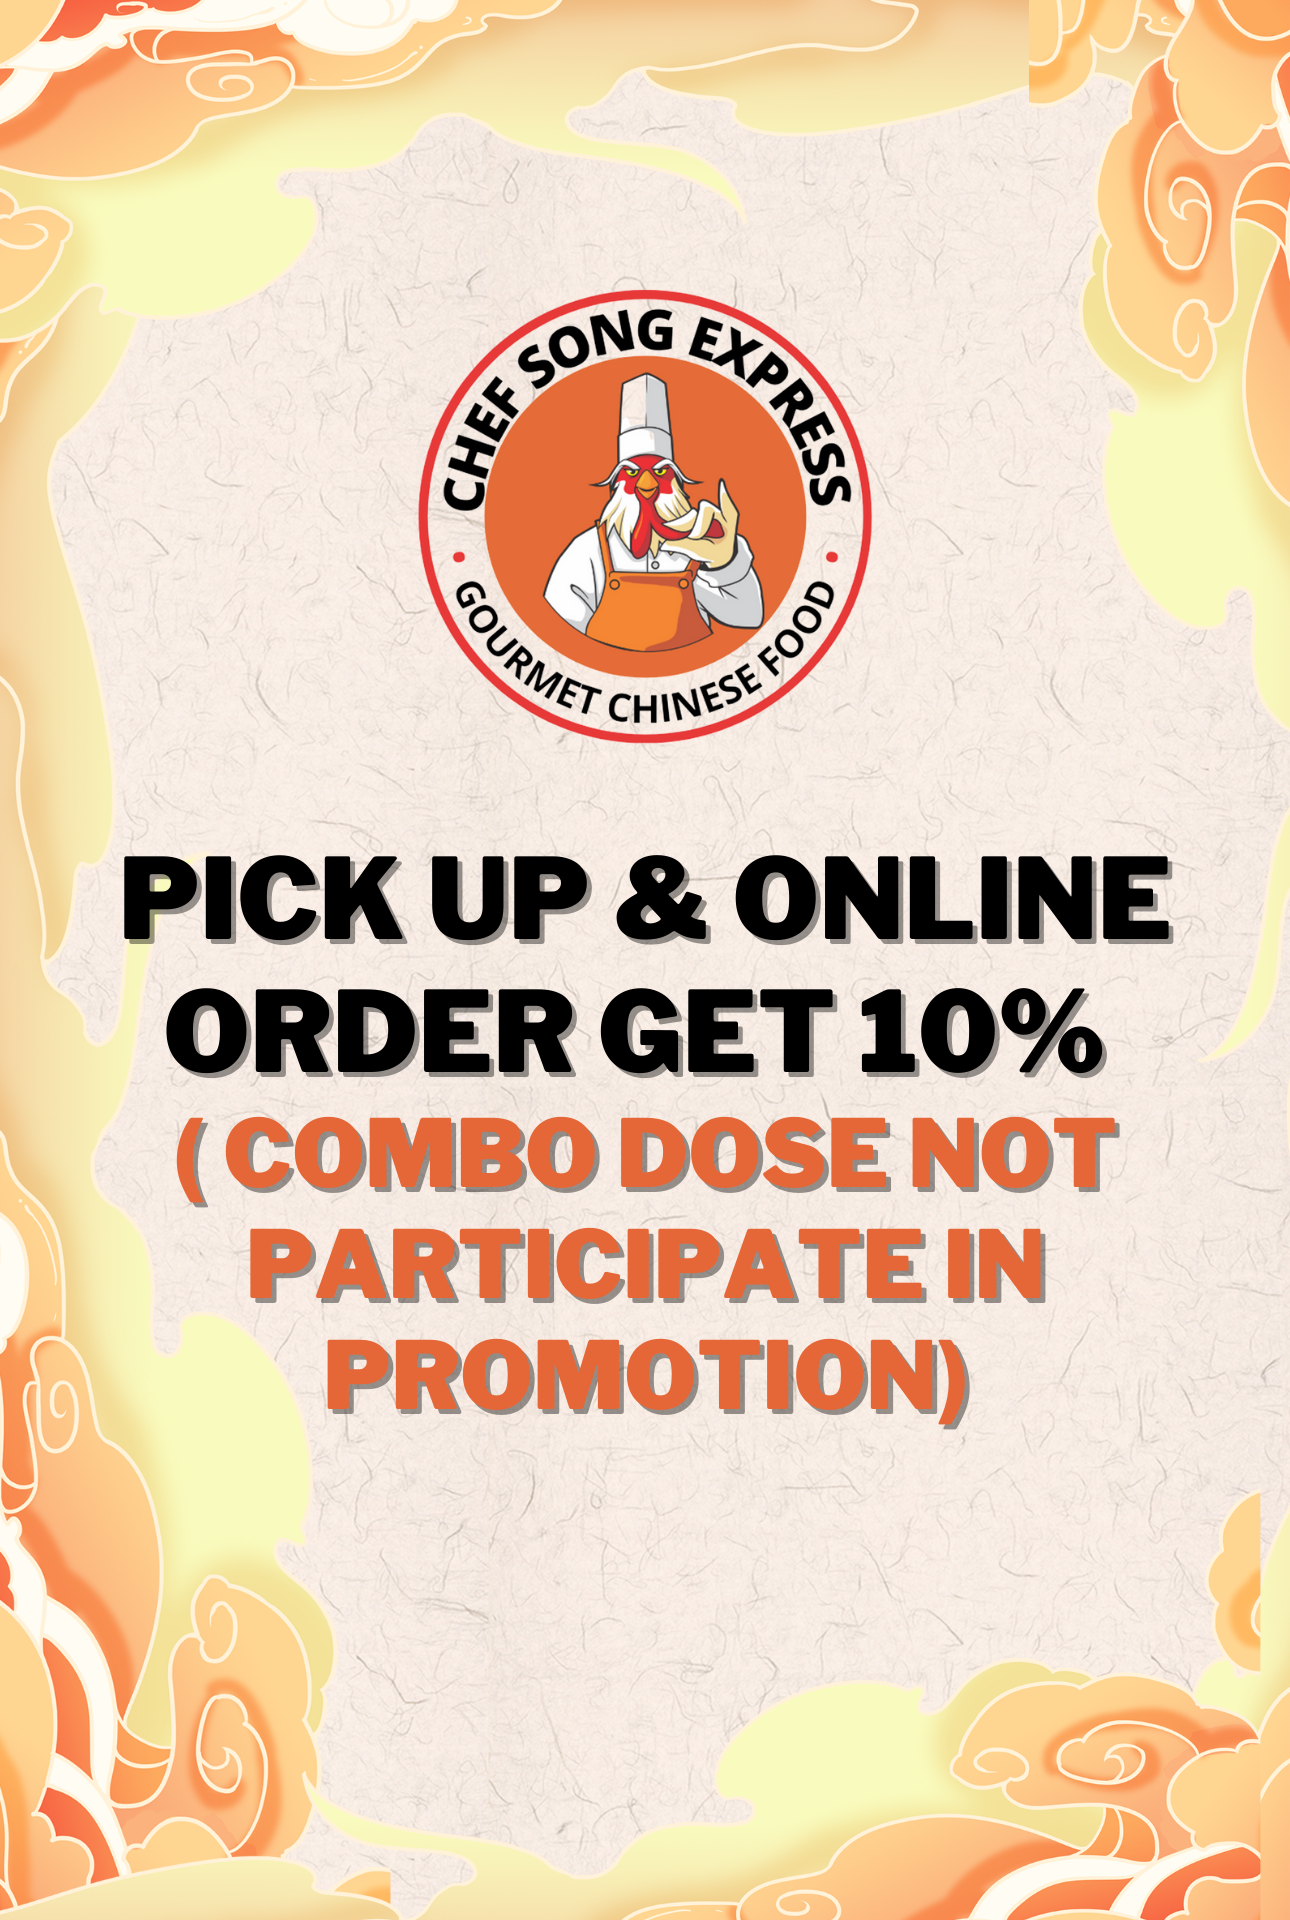 CHEF SONG EXPRESS
GOURMET CHINESE FOOD
PICK UP & ONLINE
ORDER GET 10%
( COMBO DOSE NOT
PARTICIPATE IN
PROMOTION)